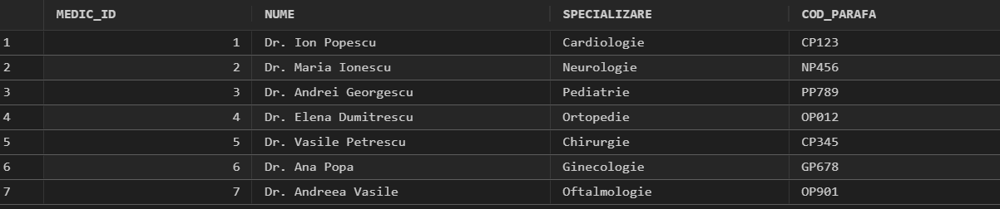 MEDIC_ID NUME SPECIALIZARE COD_PARAFA
1 1 Dr. Ion Popescu Cardiologie CP123
2 2 Dr. Maria Ionescu Neurologie NP456
3 3 Dr. Andrei Georgescu Pediatrie PP789
4 4 Dr. Elena Dumitrescu Ortopedie OP012
5 5 Dr. Vasile Petrescu Chirurgie CP345
6 6 Dr. Ana Popa Ginecologie GP678
7 7 Dr. Andreea Vasile Oftalmologie OP901